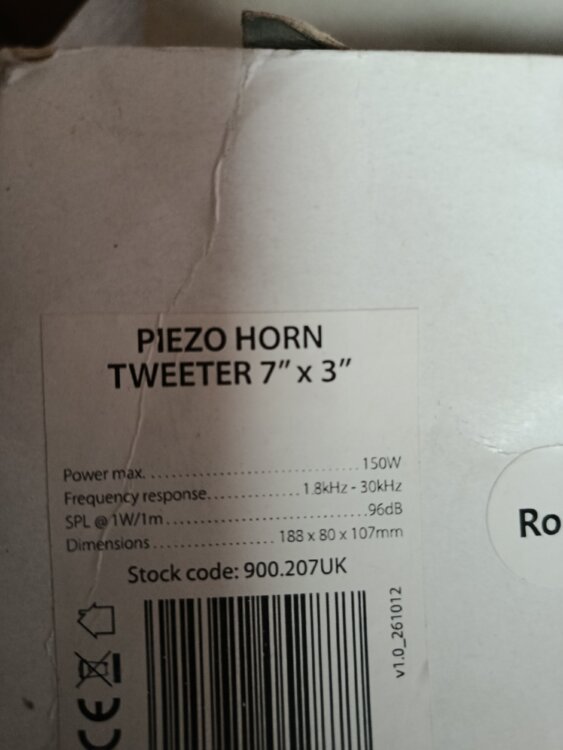 PIEZO HORN
TWEETER 7” x 3”
Power max. ............................ 150W
Frequency response. ............. 1.8kHz - 30kHz
SPL @ 1W/1m ............................ 96dB
Dimensions ................ 188 x 80 x 107mm
Stock code: 900.207UK
v1.0_261012
CE
Ro